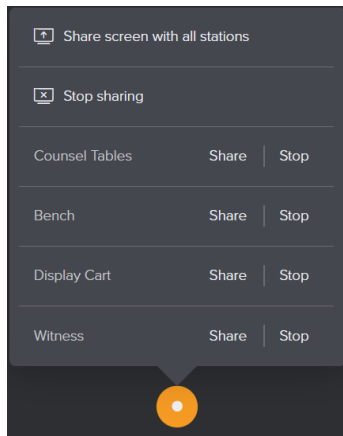 Share screen with all stations
Stop sharing
Counsel Tables Share Stop
Bench Share Stop
Display Cart Share Stop
Witness Share Stop